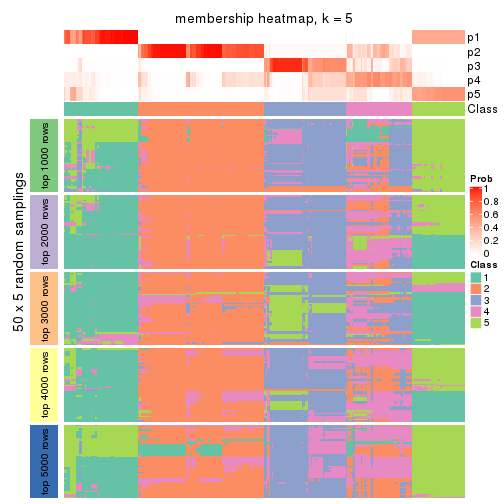 membership heatmap, k = 5
p1
p2
p3
p4
p5
Class
50 x 5 random samplings
top 1000 rows
top 2000 rows
top 3000 rows
top 4000 rows
top 5000 rows
Prob
1
0.8
0.6
0.4
0.2
0
Class
1
2
3
4
5